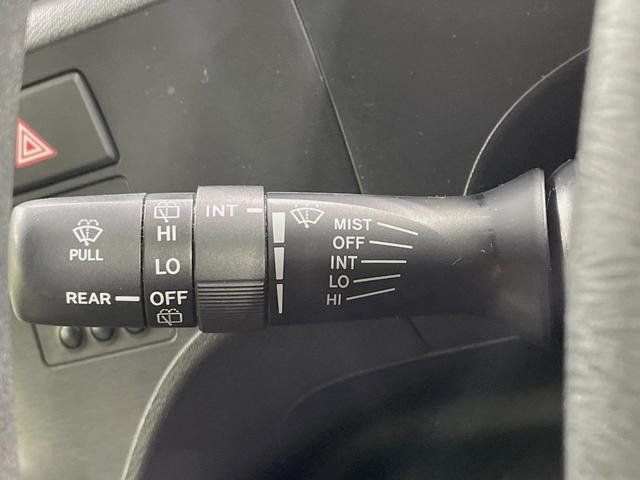 PULL
REAR
HI
LO
OFF
INT
MIST
OFF
INT
LO
HI